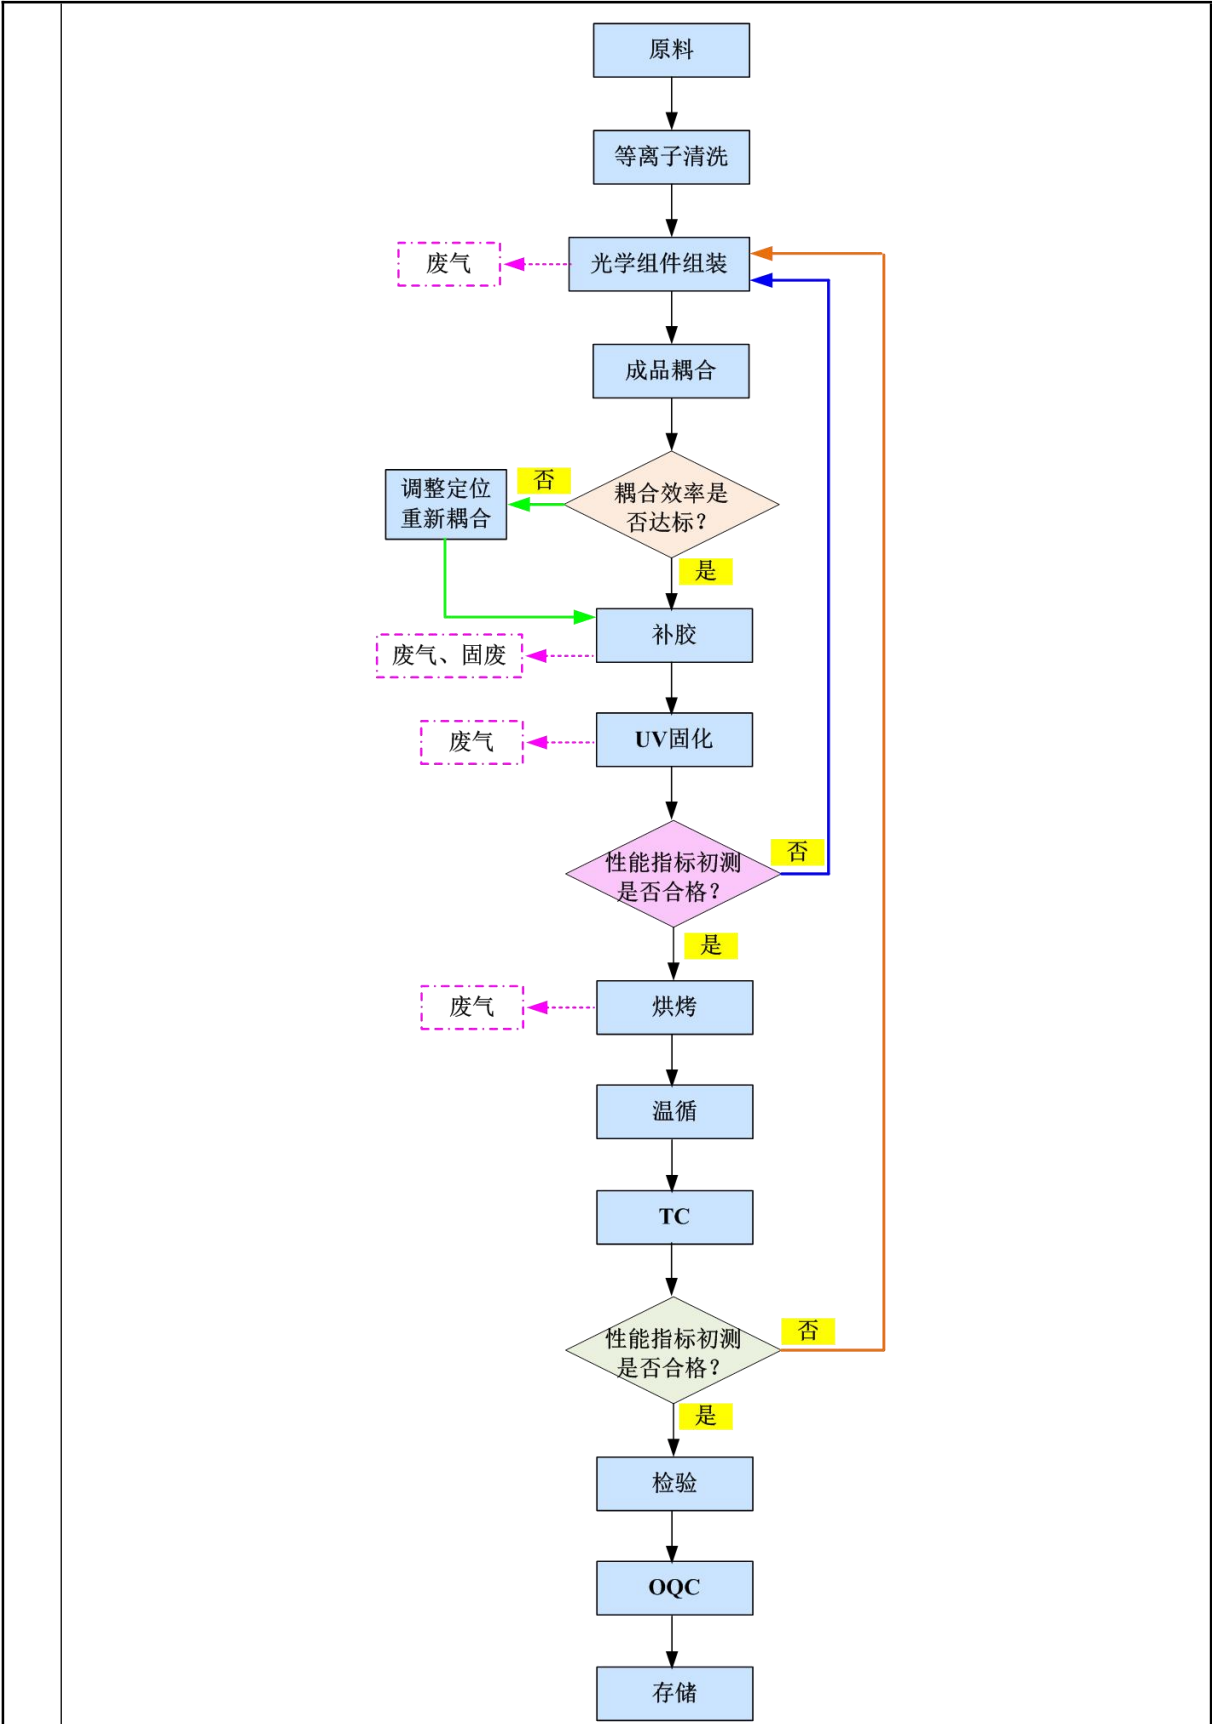 原料
等离子清洗
废气
光学组件组装
成品耦合
调整定位
重新耦合
否
耦合效率是
否达标？
是
补胶
废气、固废
废气
UV固化
性能指标初测
是否合格？
否
是
废气
烘烤
温循
TC
性能指标初测
是否合格？
否
是
检验
OQC
存储